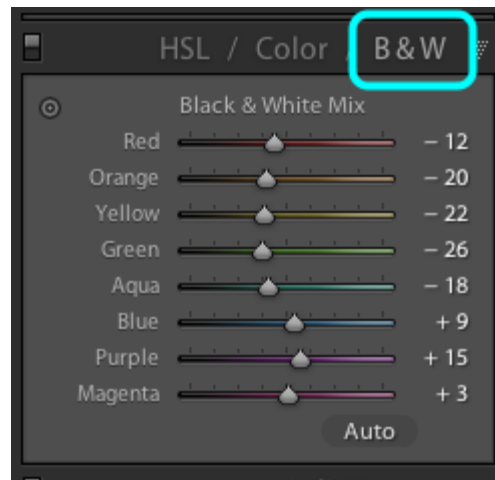 HSL / Color / B & W
Black & White Mix
Red − 12
Orange − 20
Yellow − 22
Green − 26
Aqua − 18
Blue + 9
Purple + 15
Magenta + 3
Auto